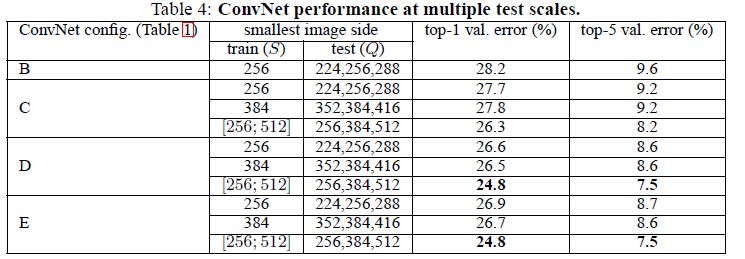 Table 4: ConvNet performance at multiple test scales.
ConvNet config. (Table 1) smallest image side top-1 val. error (%) top-5 val. error (%)
train (S) test (Q)
B 256 224,256,288 28.2 9.6
256 224,256,288 27.7 9.2
C 384 352,384,416 27.8 9.2
[256; 512] 256,384,512 26.3 8.2
256 224,256,288 26.6 8.6
D 384 352,384,416 26.5 8.6
[256; 512] 256,384,512 24.8 7.5
256 224,256,288 26.9 8.7
E 384 352,384,416 26.7 8.6
[256; 512] 256,384,512 24.8 7.5